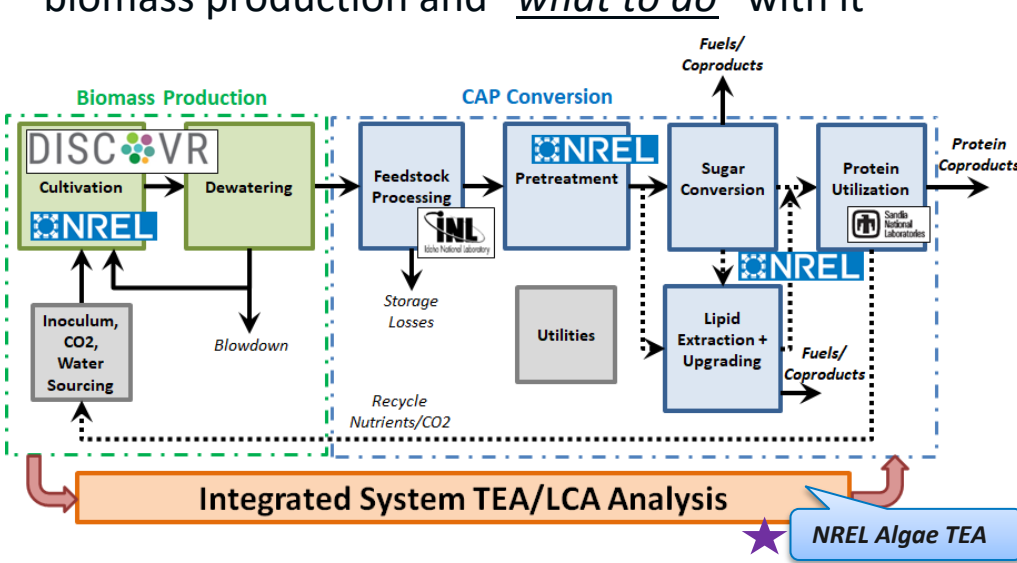 biomass production and "what to do" with it
Fuels/
Coproducts
Biomass Production
CAP Conversion
DISCOVR
Cultivation
NREL
Dewatering
Feedstock
Processing
INL
Idaho National Laboratory
NREL
Pretreatment
Sugar
Conversion
Protein
Utilization
Sandia
National
Laboratories
Protein
Coproducts
NREL
Inoculum,
CO2,
Water
Sourcing
Blowdown
Storage
Losses
Utilities
Lipid
Extraction +
Upgrading
Fuels/
Coproducts
Recycle
Nutrients/CO2
Integrated System TEA/LCA Analysis
NREL Algae TEA